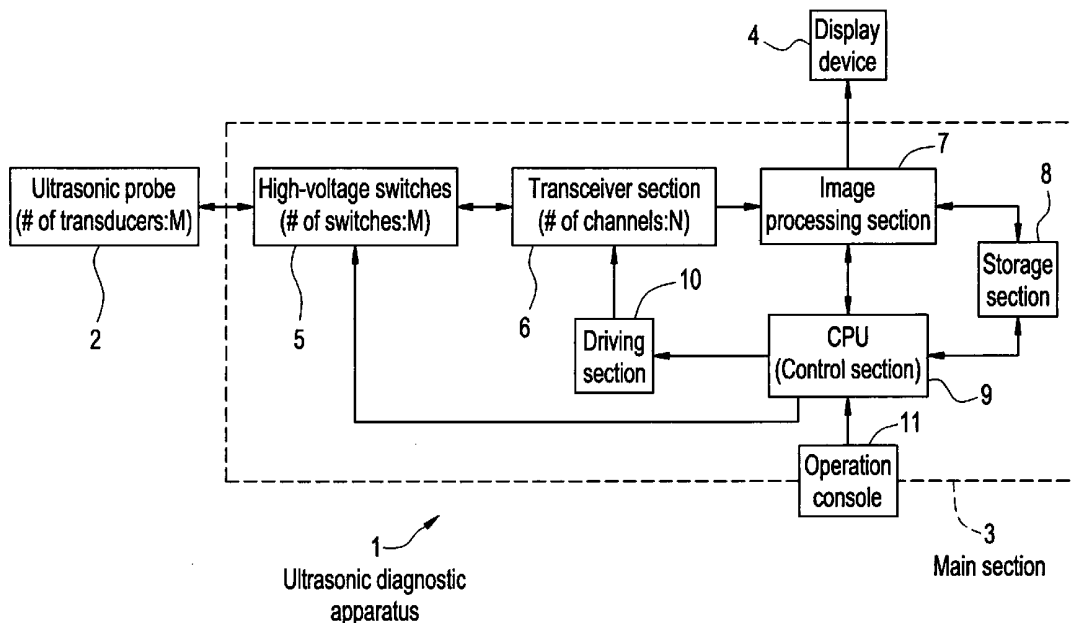 4
Display
device
7
Ultrasonic probe
(# of transducers:M)
High-voltage switches
(# of switches:M)
Transceiver section
(# of channels:N)
Image
processing section
8
Storage
section
2
5
6
10
Driving
section
CPU
(Control section)
9
11
Operation
console
3
Main section
1
Ultrasonic diagnostic
apparatus